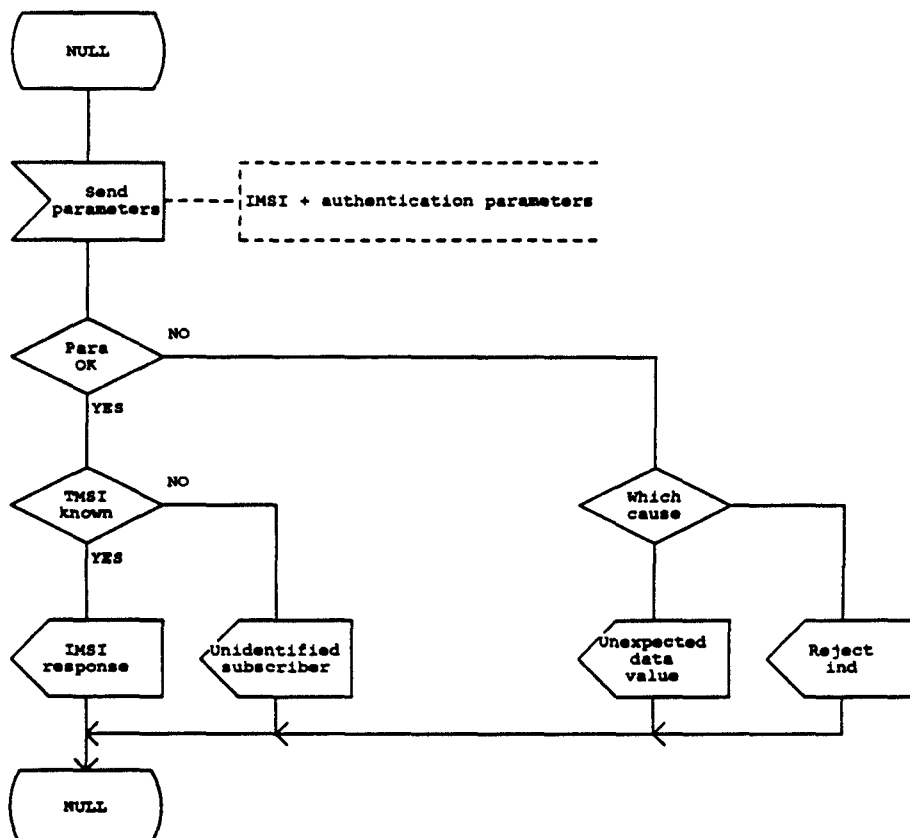 NULL
Send
parameters
IMSI + authentication parameters
Para
OK
NO
YES
TMSI
known
NO
YES
Which
cause
IMSI
response
Unidentified
subscriber
Unexpected
data
value
Reject
ind
NULL